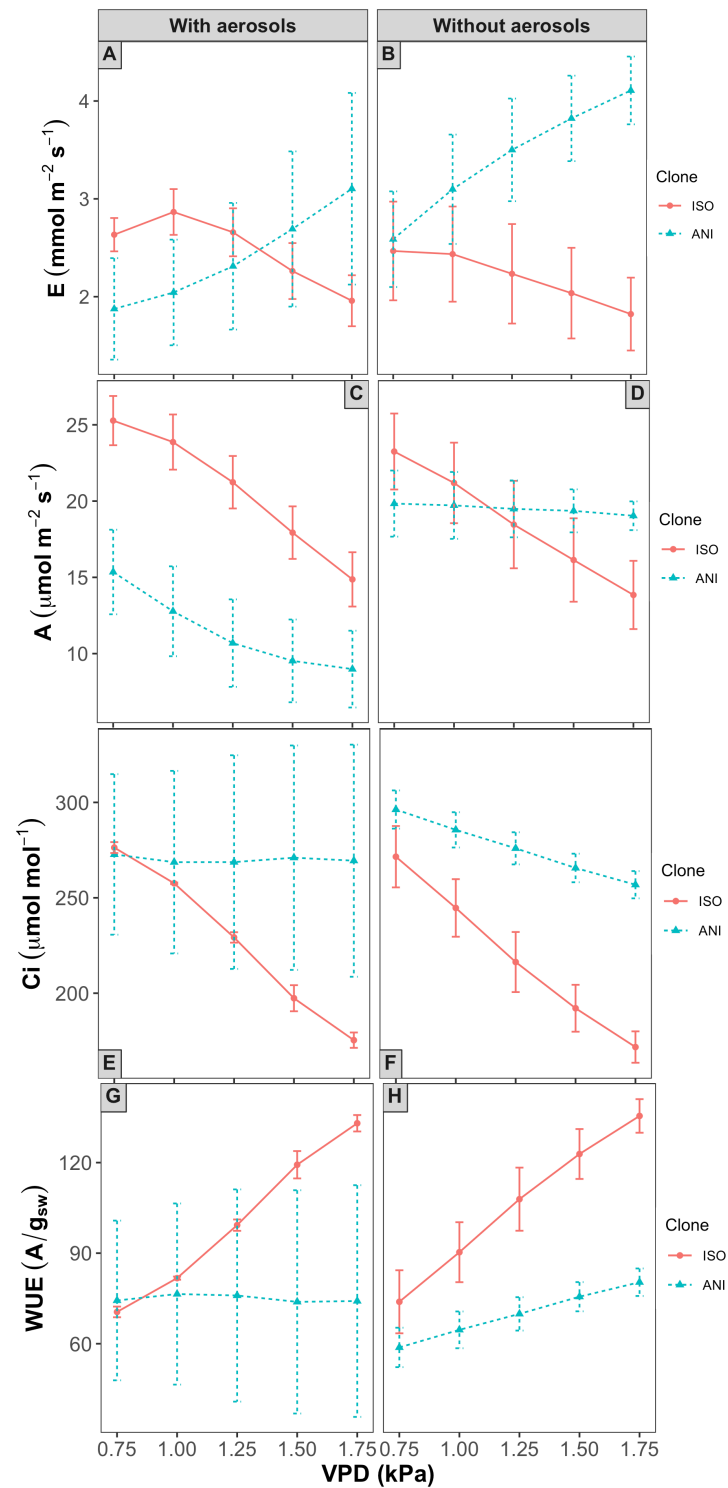 With aerosols
Without aerosols
A
B
E (mmol m−2 s−1)
4
3
2
Clone
ISO
ANI
C
D
A (μmol m−2 s−1)
25
20
15
10
Clone
ISO
ANI
Ci (μmol mol−1)
300
250
200
Clone
ISO
ANI
E
F
G
H
WUE (A/gsw)
120
90
60
Clone
ISO
ANI
0.75 1.00 1.25 1.50 1.75 0.75 1.00 1.25 1.50 1.75
VPD (kPa)